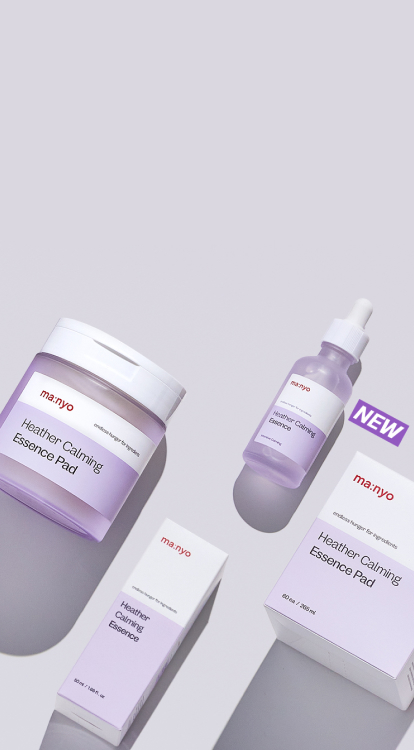 ma:nyo
endless hunger for ingredients
Heather Calming
Essence Pad
ma:nyo
Heather Calming
Essence
NEW
ma:nyo
endless hunger for ingredients
Heather Calming
Essence Pad
ma:nyo
endless hunger for ingredients
Heather
Calming
Essence